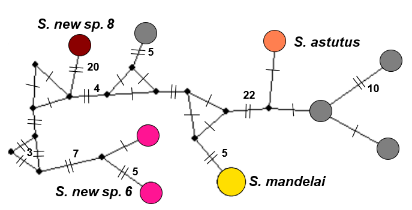 S. new sp. 8
5
S. astutus
20
4
22
10
3
7
5
5
S. new sp. 6
S. mandelai